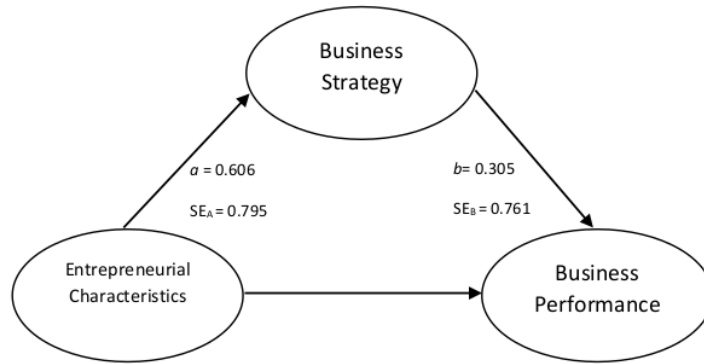 Business
Strategy
a = 0.606
SEA = 0.795
b= 0.305
SEB = 0.761
Entrepreneurial
Characteristics
Business
Performance